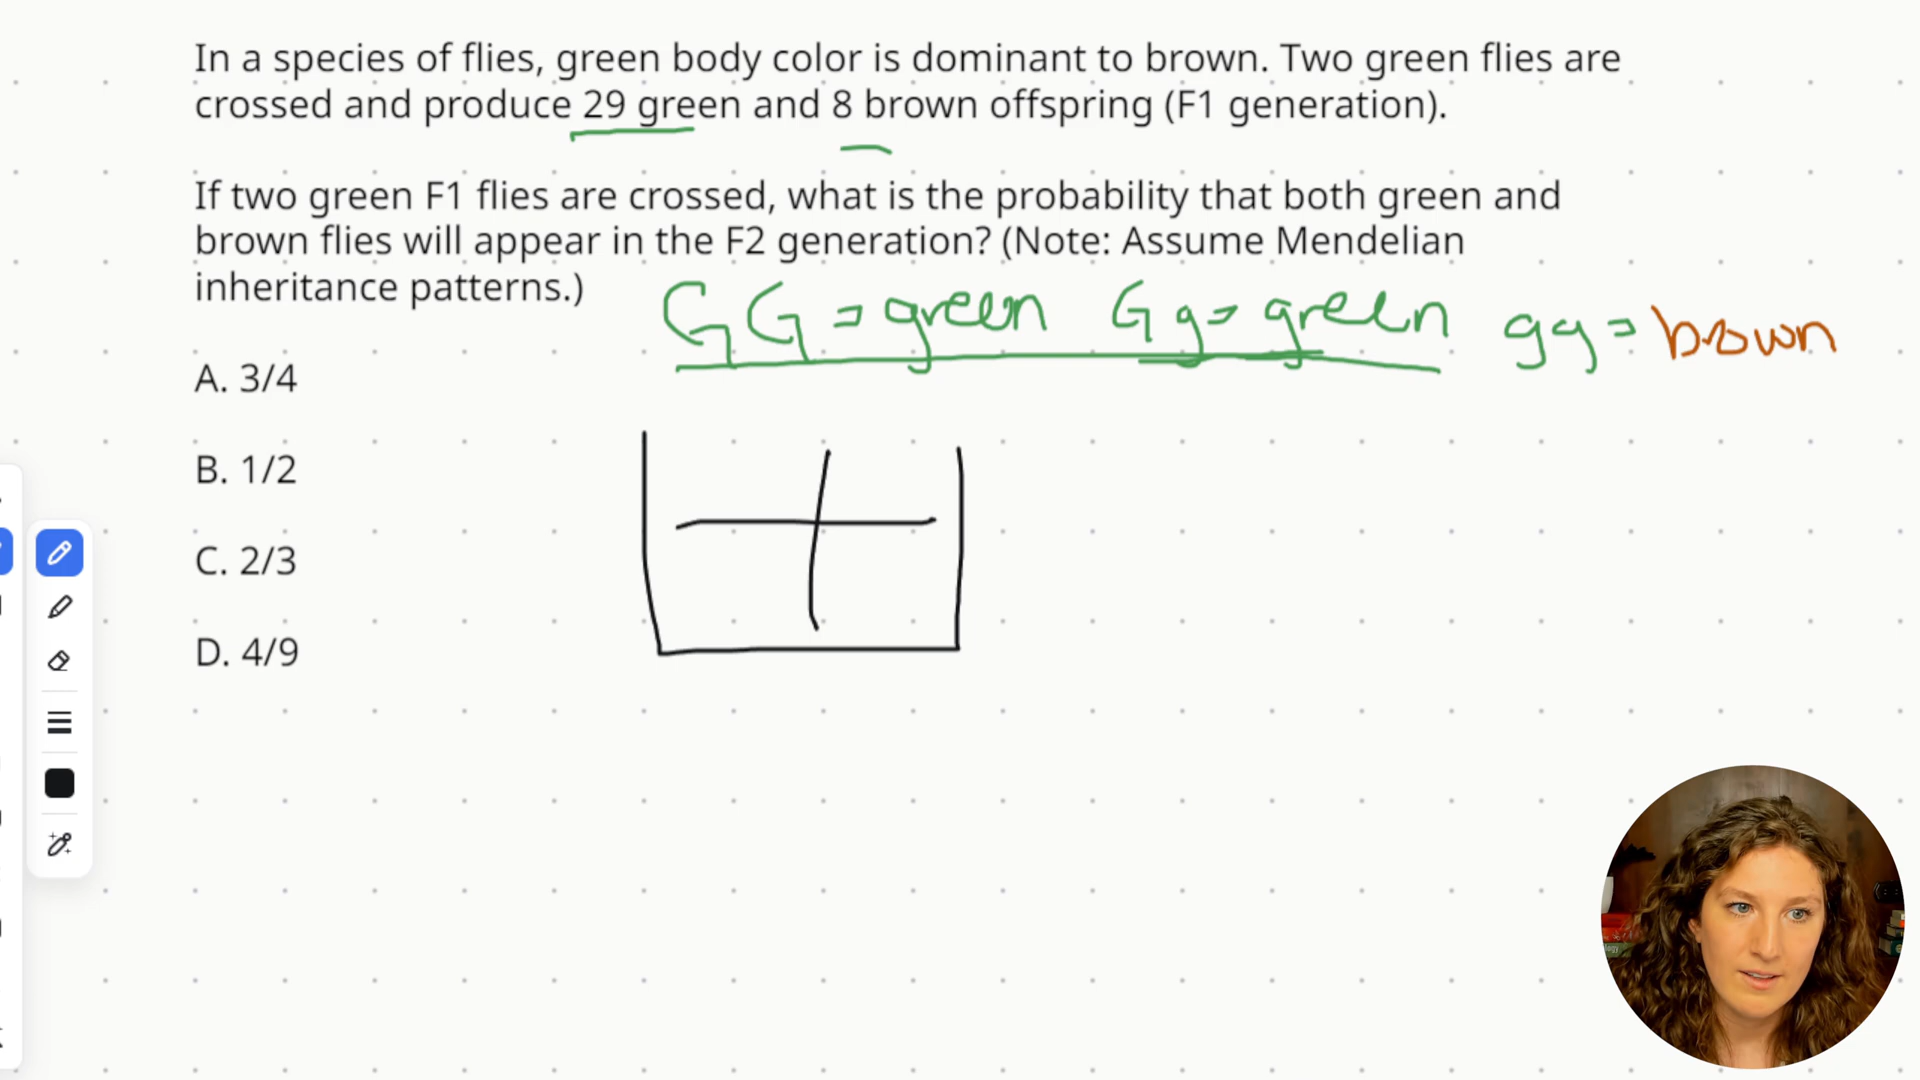 In a species of flies, green body color is dominant to brown. Two green flies are
crossed and produce 29 green and 8 brown offspring (F1 generation).
If two green F1 flies are crossed, what is the probability that both green and
brown flies will appear in the F2 generation? (Note: Assume Mendelian
inheritance patterns.)
GG = green Gg = green gg = brown
A. 3/4
B. 1/2
C. 2/3
D. 4/9